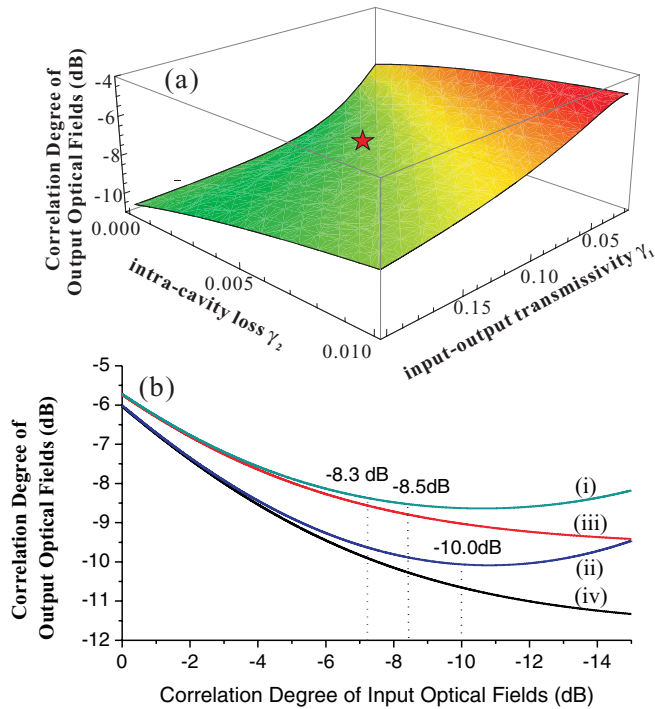 (a)
Correlation Degree of
Output Optical Fields (dB)
-4
-6
-8
-10
0.000
0.005
0.010
intra-cavity loss γ₂
0.05
0.10
0.15
input-output transmissivity γ₁
(b)
Correlation Degree of
Output Optical Fields (dB)
-5
-6
-7
-8
-9
-10
-11
-12
-8.3 dB
-8.5dB
-10.0dB
(i)
(iii)
(ii)
(iv)
0 -2 -4 -6 -8 -10 -12 -14
Correlation Degree of Input Optical Fields (dB)